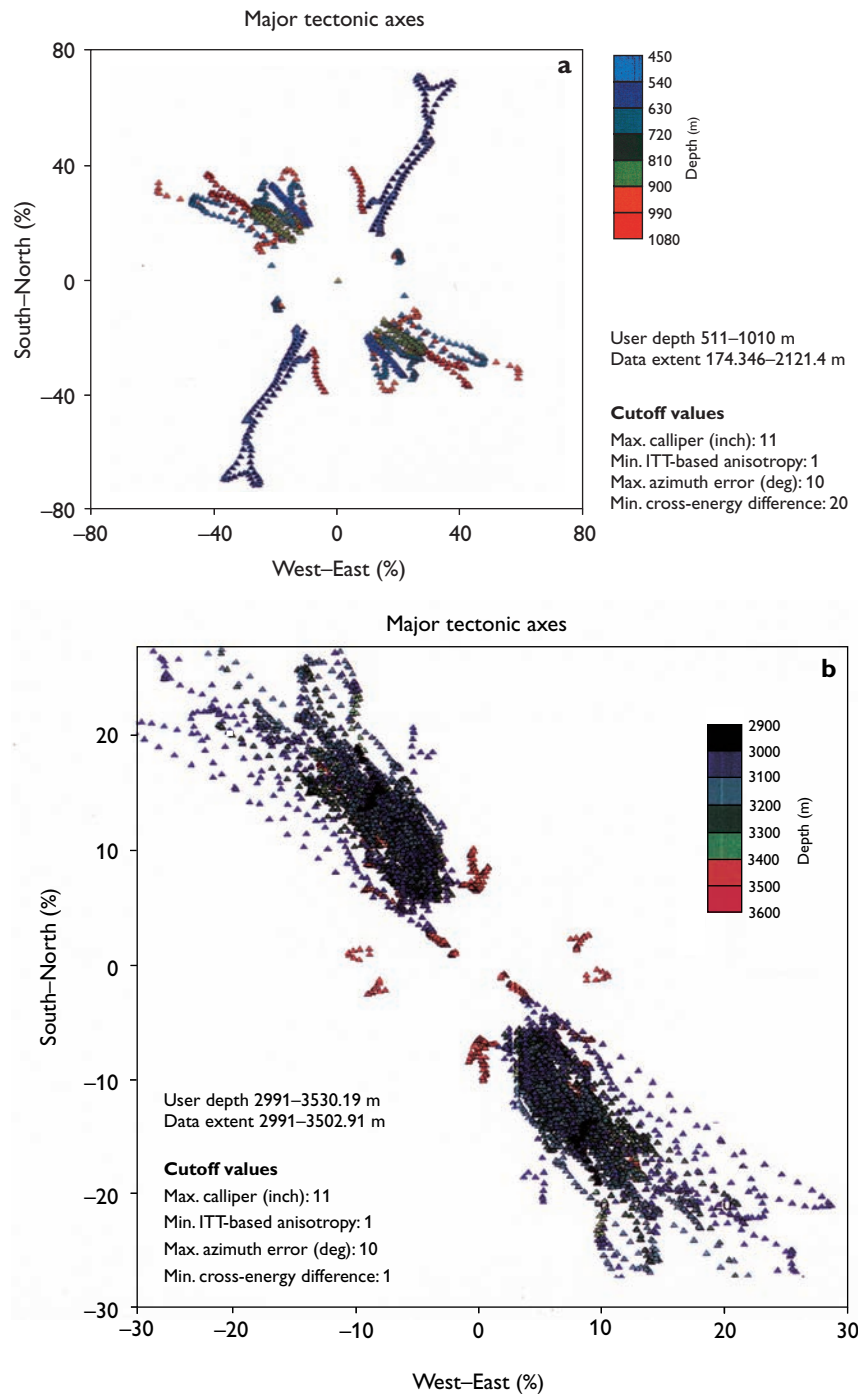 Major tectonic axes
a
80
40
0
−40
−80
South–North (%)
−80
−40
0
40
80
West–East (%)
450
540
630
720
810
900
990
1080
Depth (m)
User depth 511–1010 m
Data extent 174.346–2121.4 m
Cutoff values
Max. calliper (inch): 11
Min. ITT-based anisotropy: 1
Max. azimuth error (deg): 10
Min. cross-energy difference: 20
Major tectonic axes
b
20
10
0
−10
−20
−30
South–North (%)
−30
−20
−10
0
10
20
30
West–East (%)
2900
3000
3100
3200
3300
3400
3500
3600
Depth (m)
User depth 2991–3530.19 m
Data extent 2991–3502.91 m
Cutoff values
Max. calliper (inch): 11
Min. ITT-based anisotropy: 1
Max. azimuth error (deg): 10
Min. cross-energy difference: 1